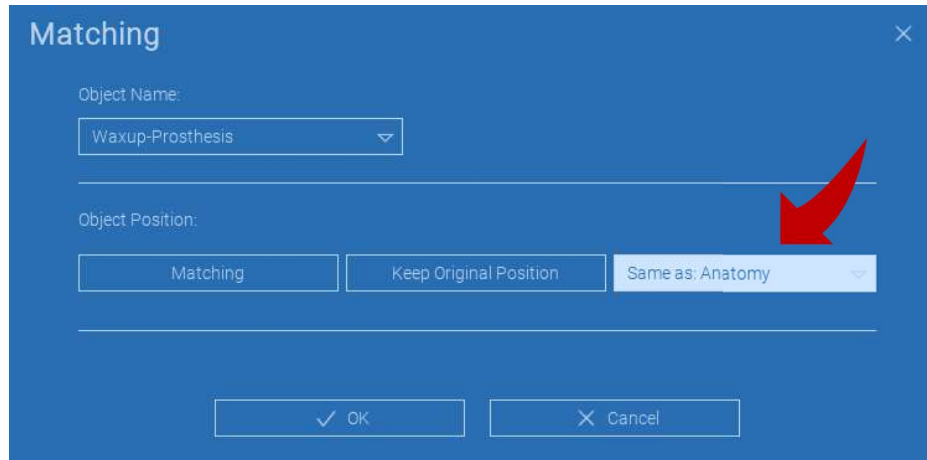 Matching
Object Name:
Waxup-Prosthesis
Object Position:
Matching
Keep Original Position
Same as: Anatomy
OK
Cancel